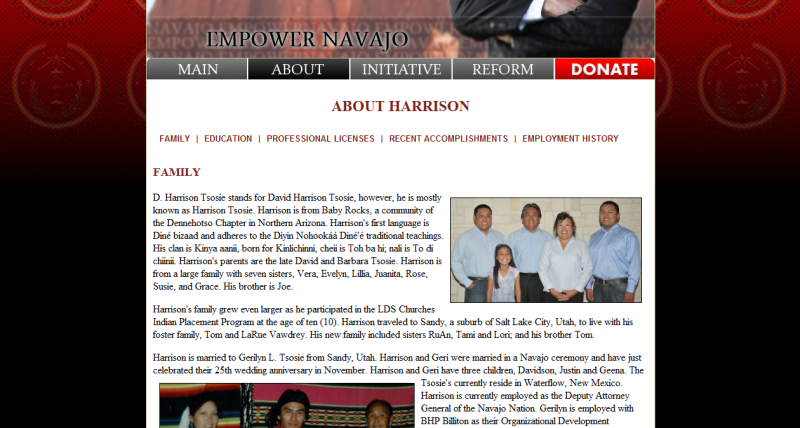 EMPOWER NAVAJO
MAIN ABOUT INITIATIVE REFORM DONATE
ABOUT HARRISON
FAMILY | EDUCATION | PROFESSIONAL LICENSES | RECENT ACCOMPLISHMENTS | EMPLOYMENT HISTORY
FAMILY
D. Harrison Tsosie stands for David Harrison Tsosie, however, he is mostly
known as Harrison Tsosie. Harrison is from Baby Rocks, a community of
the Dennehotso Chapter in Northern Arizona. Harrison's first language is
Diné bizaad and adheres to the Diyin Nohookáá Diné'é traditional teachings.
His clan is Kinya aanii, born for Kinlichinni, cheii is Toh ba hi; nali is To di
chiinii. Harrison's parents are the late David and Barbara Tsosie. Harrison is
from a large family with seven sisters, Vera, Evelyn, Lillia, Juanita, Rose,
Susie, and Grace. His brother is Joe.
Harrison's family grew even larger as he participated in the LDS Churches
Indian Placement Program at the age of ten (10). Harrison traveled to Sandy, a suburb of Salt Lake City, Utah, to live with his
foster family, Tom and LaRue Vawdrey. His new family included sisters RuAn, Tami and Lori; and his brother Tom.
Harrison is married to Gerilyn L. Tsosie from Sandy, Utah. Harrison and Geri were married in a Navajo ceremony and have just
celebrated their 25th wedding anniversary in November. Harrison and Geri have three children, Davidson, Justin and Geena. The
Tsosie's currently reside in Waterflow, New Mexico.
Harrison is currently employed as the Deputy Attorney
General of the Navajo Nation. Gerilyn is employed with
BHP Billiton as their Organizational Development